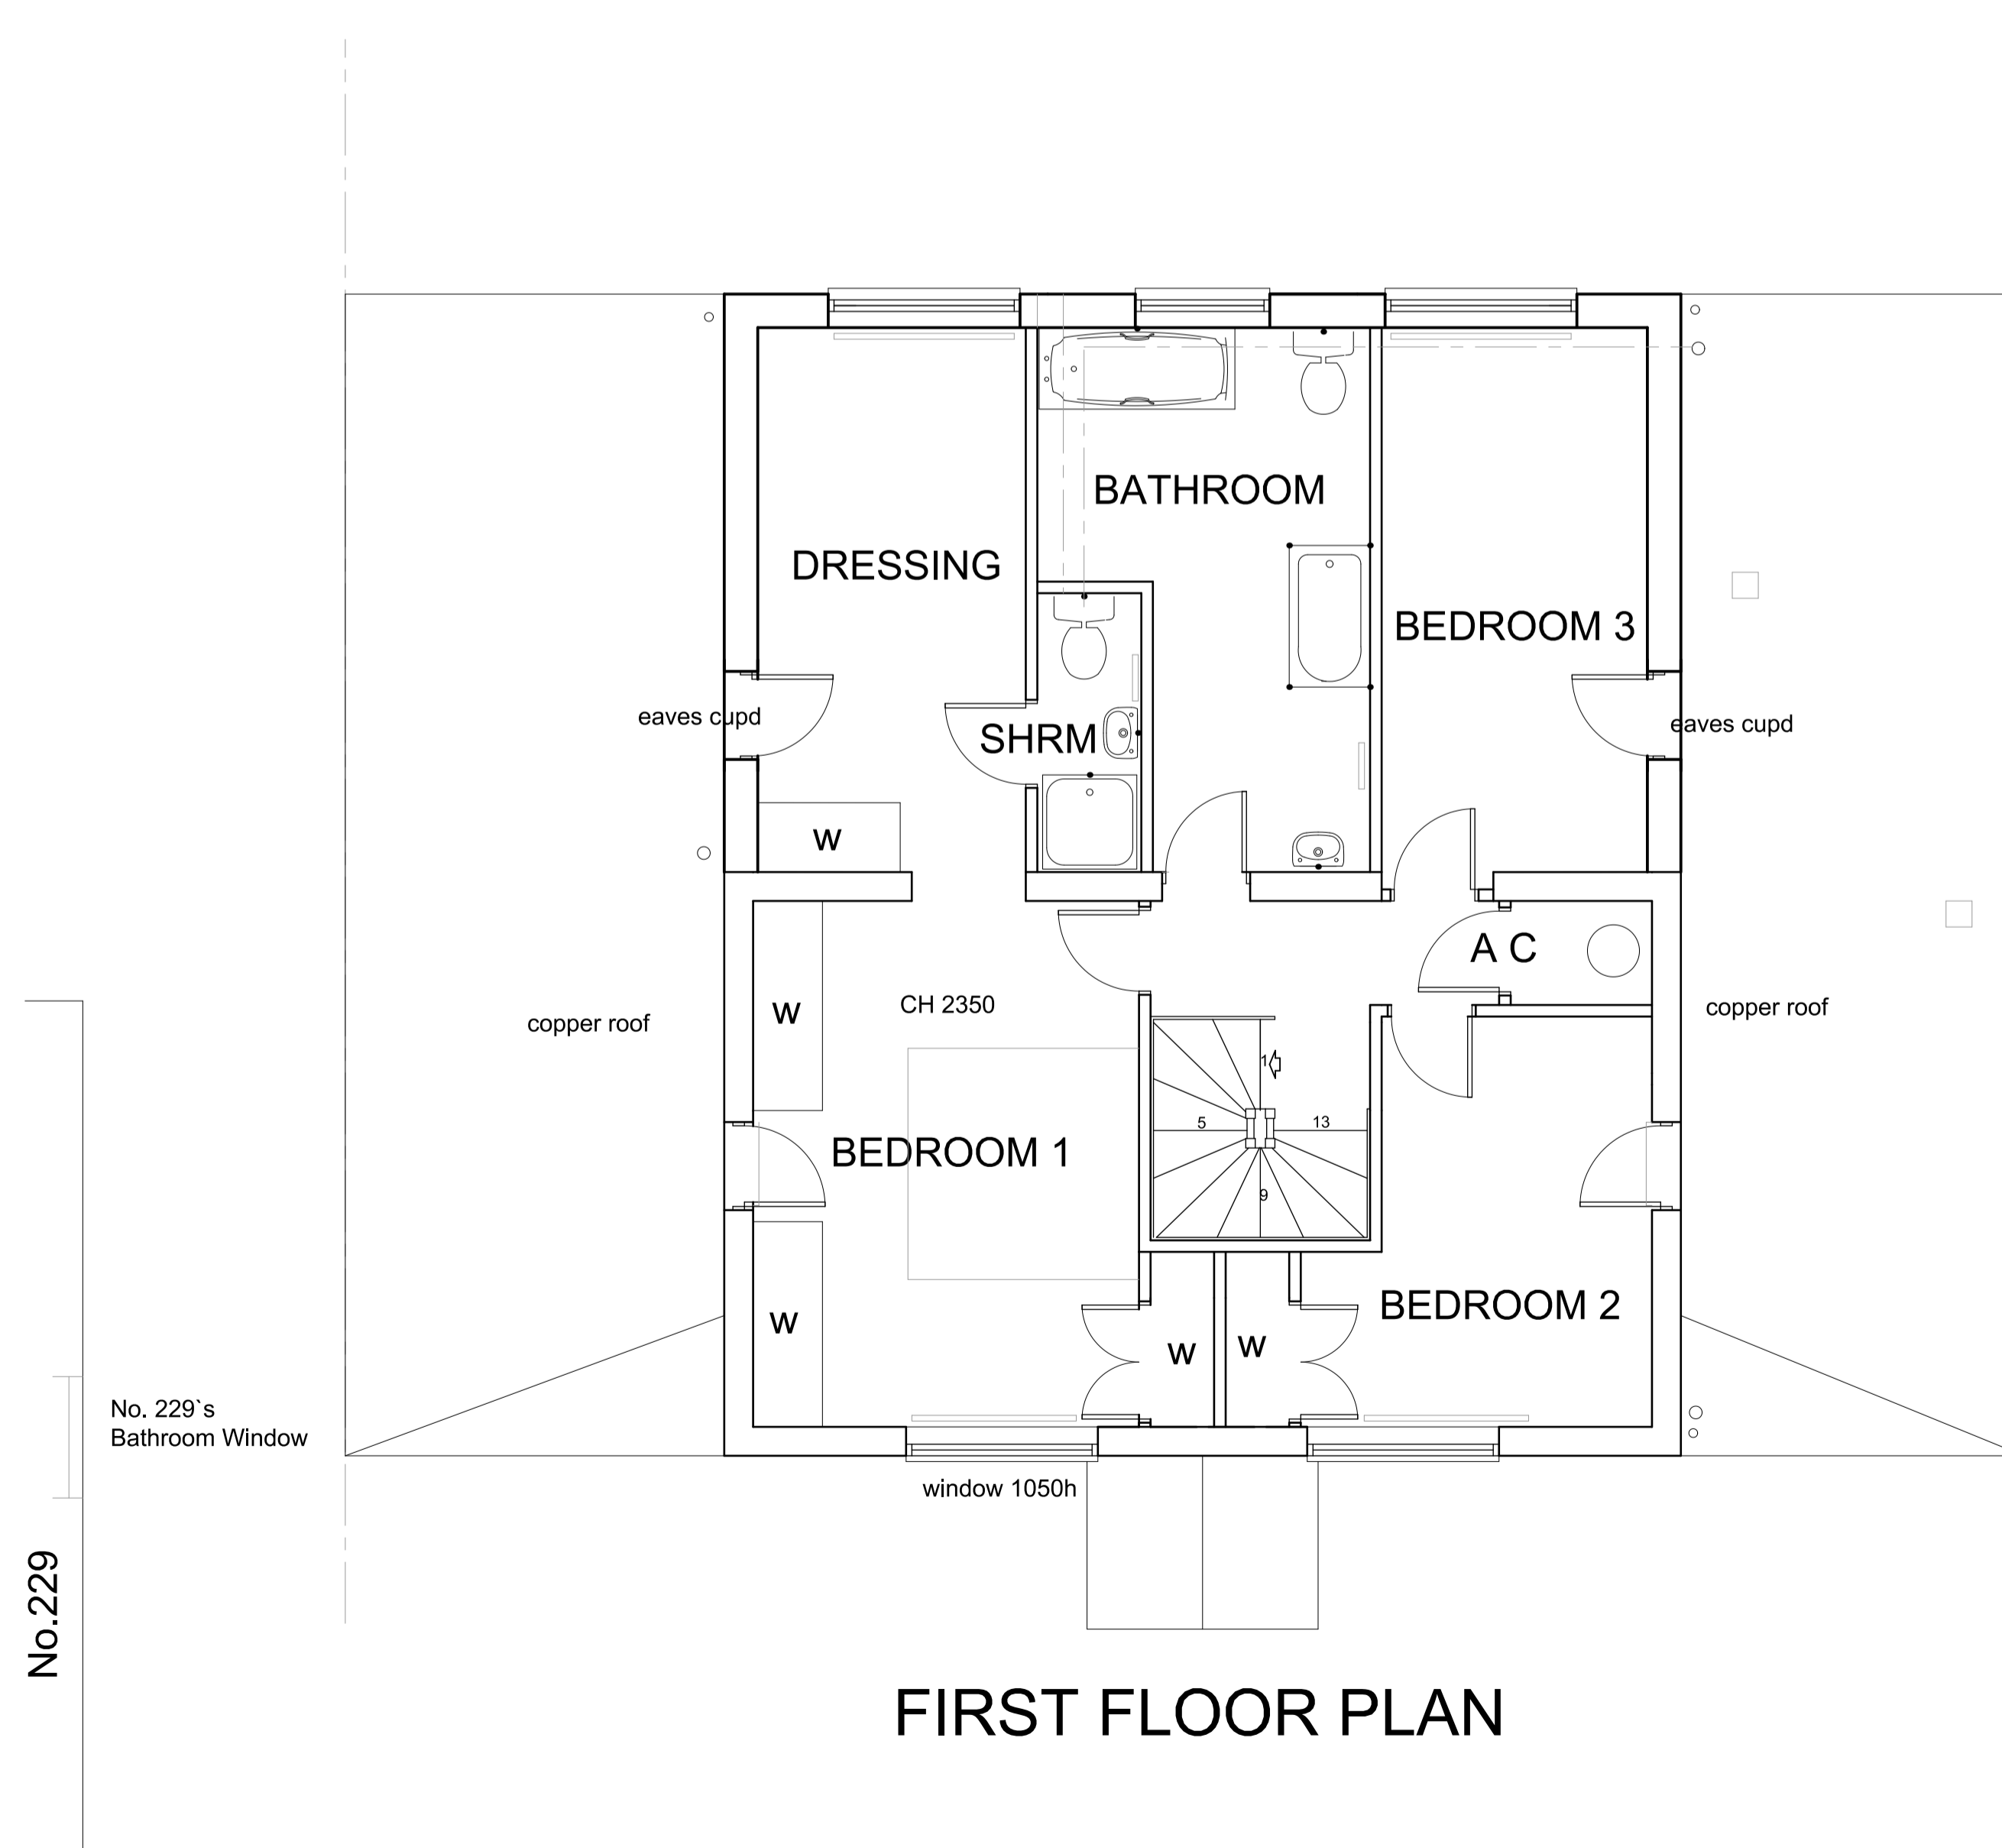 BATHROOM
DRESSING
BEDROOM 3
eaves cupd
SHRM
eaves cupd
w
A C
w
CH 2350
copper roof
copper roof
1
5
13
BEDROOM 1
9
BEDROOM 2
w
w
w
No. 229`s
Bathroom Window
window 1050h
No.229
FIRST FLOOR PLAN